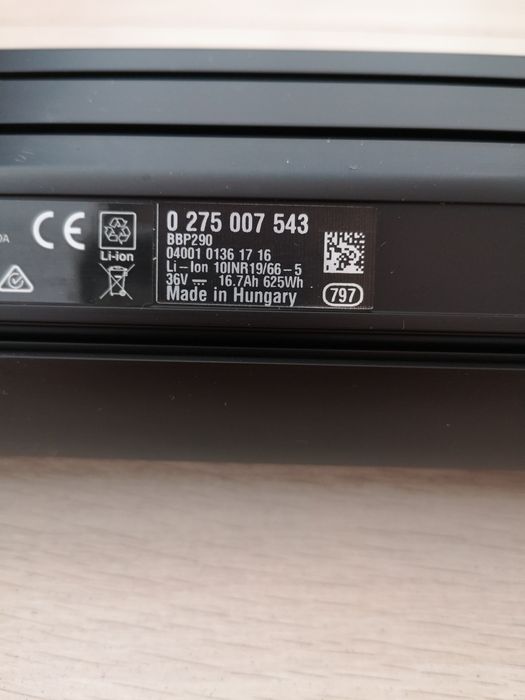 DA
CE
Li-ion
0 275 007 543
BBP290
04001 0136 17 16
Li-Ion 10INR19/66-5
36V ⎓ 16.7Ah 625Wh
Made in Hungary
797